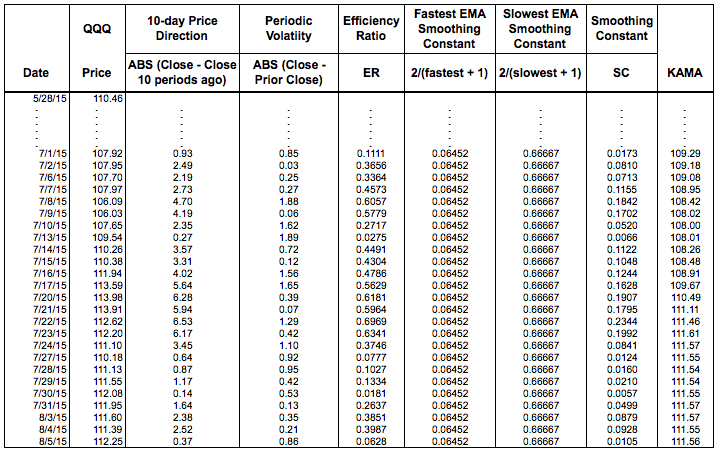 QQQ 10-day Price Direction Periodic Volatiity Efficiency Ratio Fastest EMA Smoothing Constant Slowest EMA Smoothing Constant Smoothing Constant
Date Price ABS (Close - Close 10 periods ago) ABS (Close - Prior Close) ER 2/(fastest + 1) 2/(slowest + 1) SC KAMA
5/28/15 110.46
: : : : : : : : :
: : : : : : : : :
7/1/15 107.92 0.93 0.85 0.1111 0.06452 0.66667 0.0173 109.29
7/2/15 107.95 2.49 0.03 0.3656 0.06452 0.66667 0.0810 109.18
7/6/15 107.70 2.19 0.25 0.3364 0.06452 0.66667 0.0713 109.08
7/7/15 107.97 2.73 0.27 0.4573 0.06452 0.66667 0.1155 108.95
7/8/15 106.09 4.70 1.88 0.6057 0.06452 0.66667 0.1842 108.42
7/9/15 106.03 4.19 0.06 0.5779 0.06452 0.66667 0.1702 108.02
7/10/15 107.65 2.35 1.62 0.2717 0.06452 0.66667 0.0520 108.00
7/13/15 109.54 0.27 1.89 0.0275 0.06452 0.66667 0.0066 108.01
7/14/15 110.26 3.57 0.72 0.4491 0.06452 0.66667 0.1122 108.26
7/15/15 110.38 3.31 0.12 0.4304 0.06452 0.66667 0.1048 108.48
7/16/15 111.94 4.02 1.56 0.4786 0.06452 0.66667 0.1244 108.91
7/17/15 113.59 5.64 1.65 0.5629 0.06452 0.66667 0.1628 109.67
7/20/15 113.98 6.28 0.39 0.6181 0.06452 0.66667 0.1907 110.49
7/21/15 113.91 5.94 0.07 0.5964 0.06452 0.66667 0.1795 111.11
7/22/15 112.62 6.53 1.29 0.6969 0.06452 0.66667 0.2344 111.46
7/23/15 112.20 6.17 0.42 0.6341 0.06452 0.66667 0.1992 111.61
7/24/15 111.10 3.45 1.10 0.3746 0.06452 0.66667 0.0841 111.57
7/27/15 110.18 0.64 0.92 0.0777 0.06452 0.66667 0.0124 111.55
7/28/15 111.13 0.87 0.95 0.1027 0.06452 0.66667 0.0160 111.54
7/29/15 111.55 1.17 0.42 0.1334 0.06452 0.66667 0.0210 111.54
7/30/15 112.08 0.14 0.53 0.0181 0.06452 0.66667 0.0057 111.55
7/31/15 111.95 1.64 0.13 0.2637 0.06452 0.66667 0.0499 111.57
8/3/15 111.60 2.38 0.35 0.3851 0.06452 0.66667 0.0879 111.57
8/4/15 111.39 2.52 0.21 0.3987 0.06452 0.66667 0.0928 111.55
8/5/15 112.25 0.37 0.86 0.0628 0.06452 0.66667 0.0105 111.56